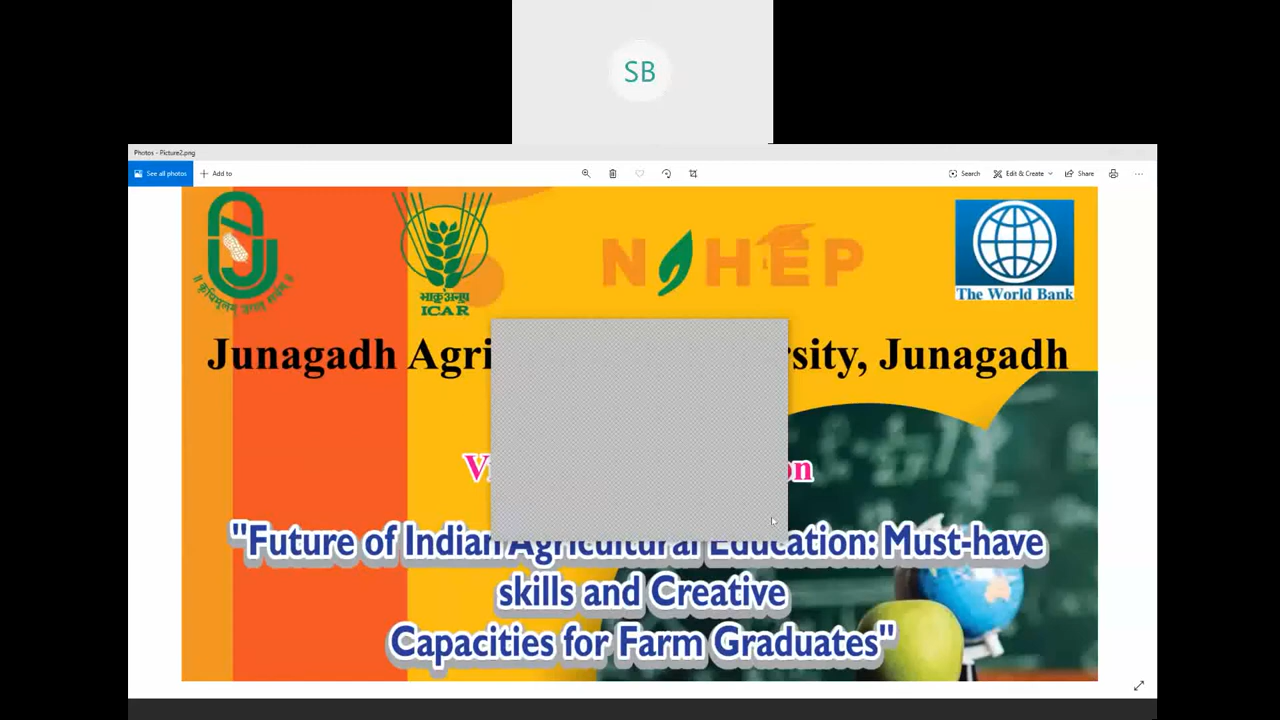 SB
Photos - Picture2.png
See all photos
Add to
Search
Edit & Create
Share
भाकृअनुप
ICAR
NAHEP
The World Bank
Junagadh Agri sity, Junagadh
"Future of Indian Agricultural Education: Must-have
skills and Creative
Capacities for Farm Graduates"